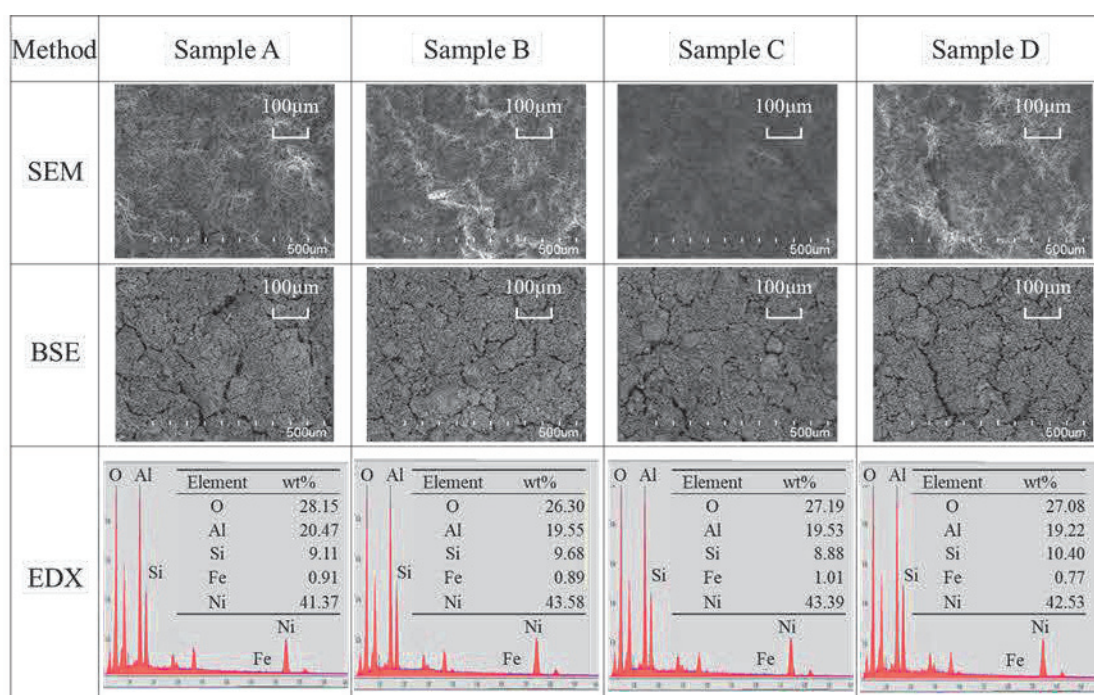 Method Sample A Sample B Sample C Sample D
SEM
100μm 100μm 100μm 100μm
500um 500um 500um 500um
BSE
100μm 100μm 100μm 100μm
500um 500um 500um 500um
EDX
O Al Element wt% O Al Element wt% O Al Element wt% O Al Element wt%
O 28.15 O 26.30 O 27.19 O 27.08
Al 20.47 Al 19.55 Al 19.53 Al 19.22
Si Si 9.11 Si Si 9.68 Si Si 8.88 Si Si 10.40
Fe 0.91 Fe 0.89 Fe 1.01 Fe 0.77
Ni 41.37 Ni 43.58 Ni 43.39 Ni 42.53
Ni Ni Ni Ni
Fe Fe Fe Fe